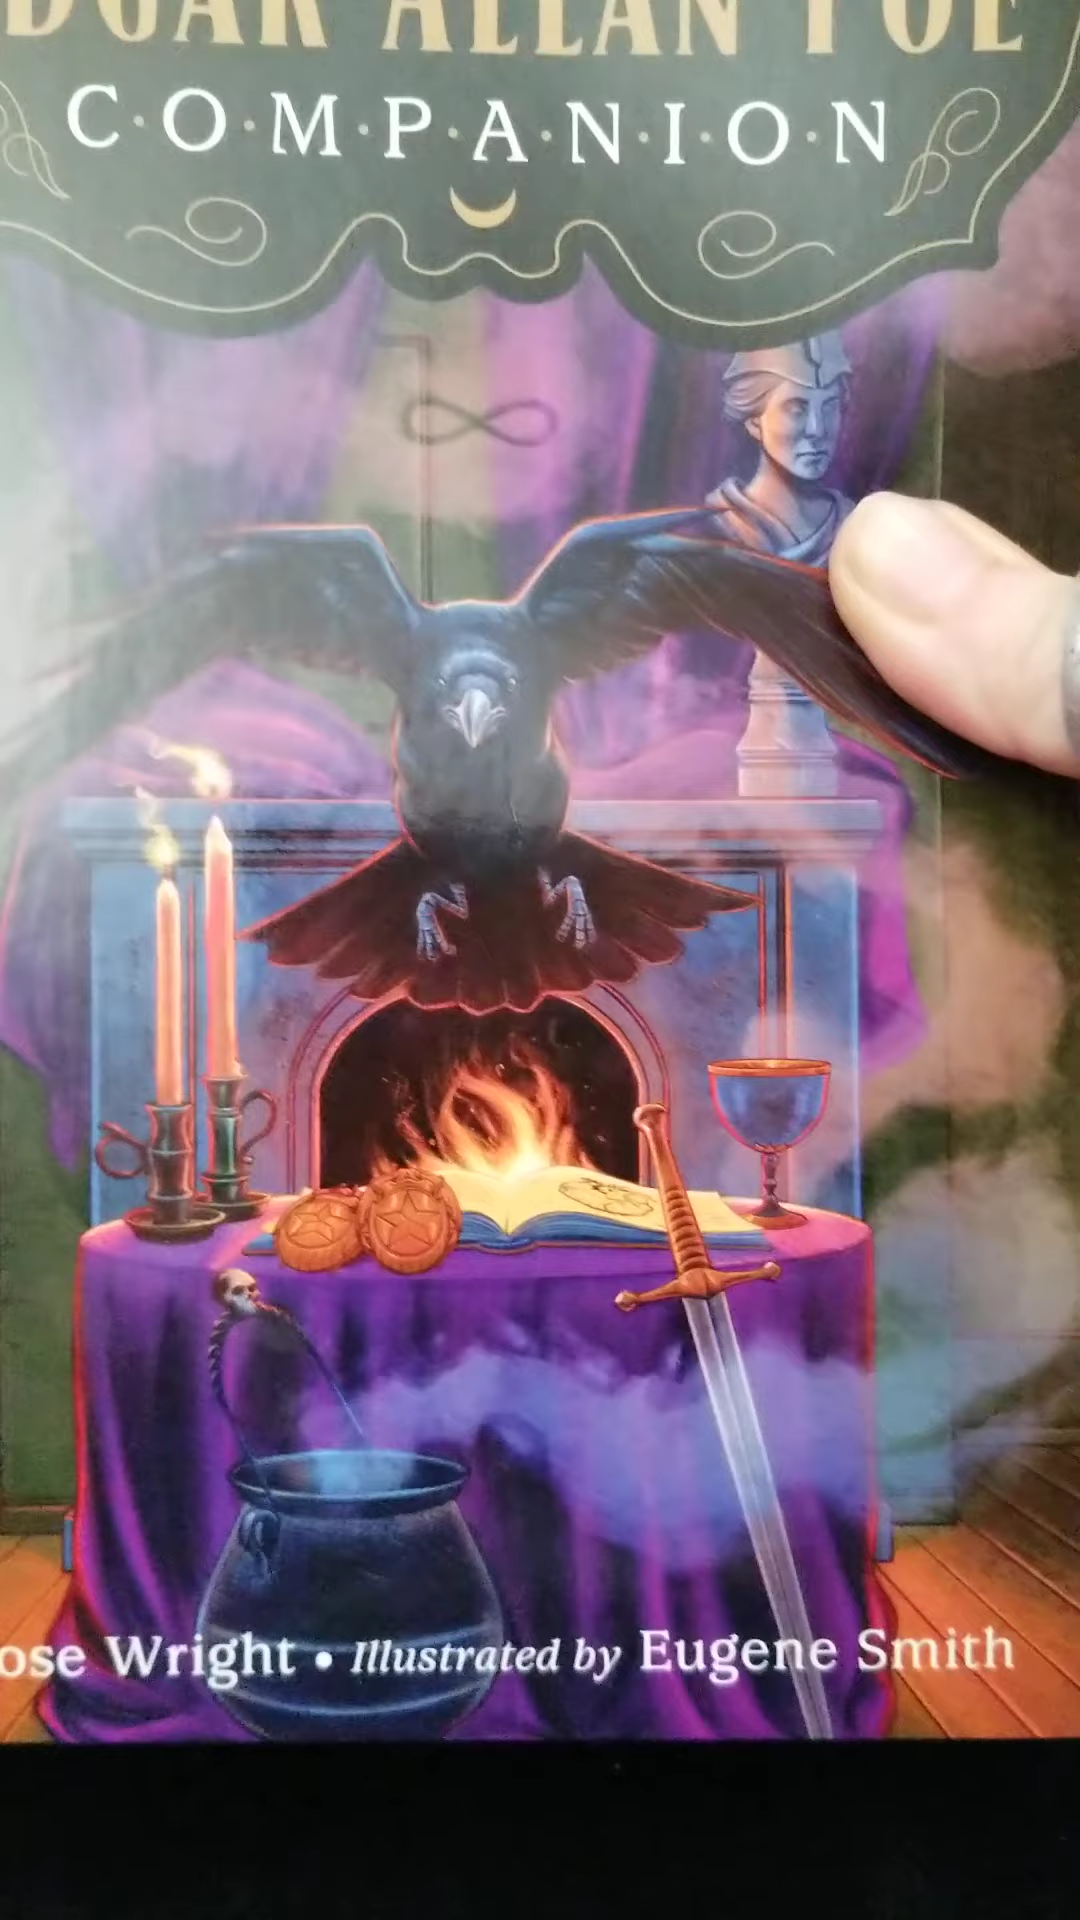 DGAR ALLAN POE
C·O·M·P·A·N·I·O·N
ose Wright • Illustrated by Eugene Smith